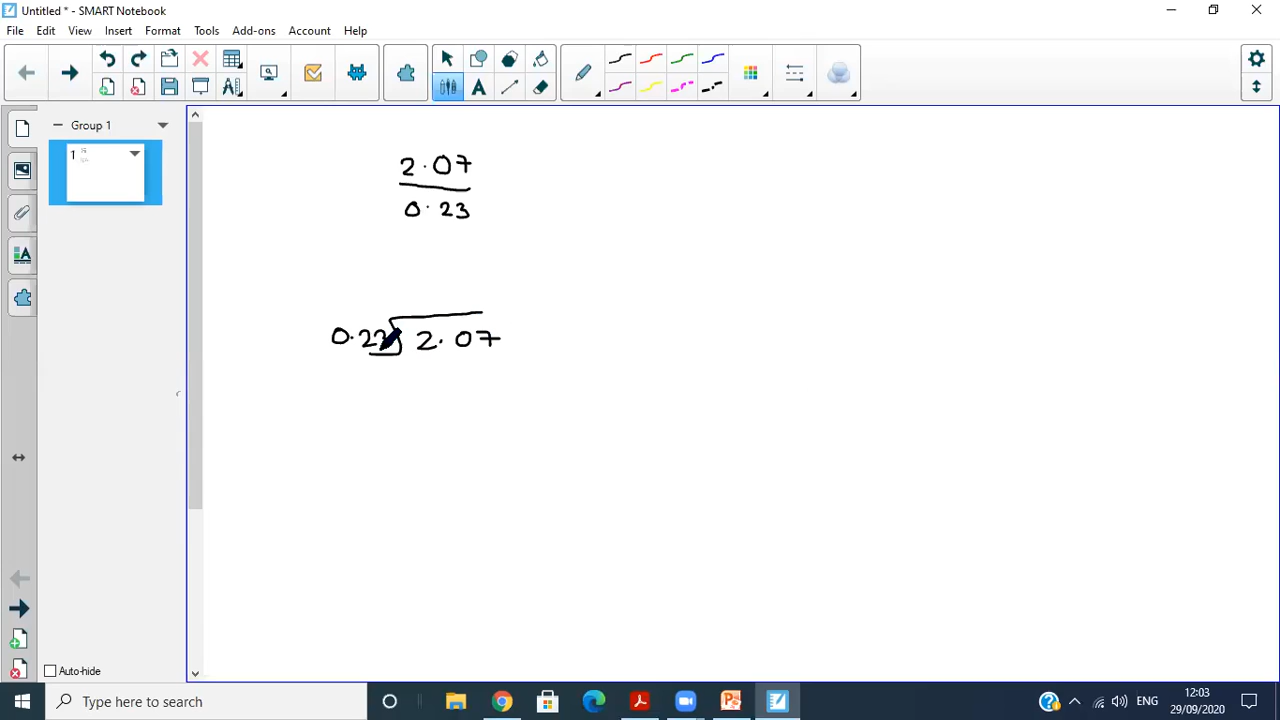 Untitled * - SMART Notebook
File Edit View Insert Format Tools Add-ons Account Help
Group 1
1
2.07
0.23
0.23 2.07
Auto-hide
Type here to search
ENG
12:03
29/09/2020